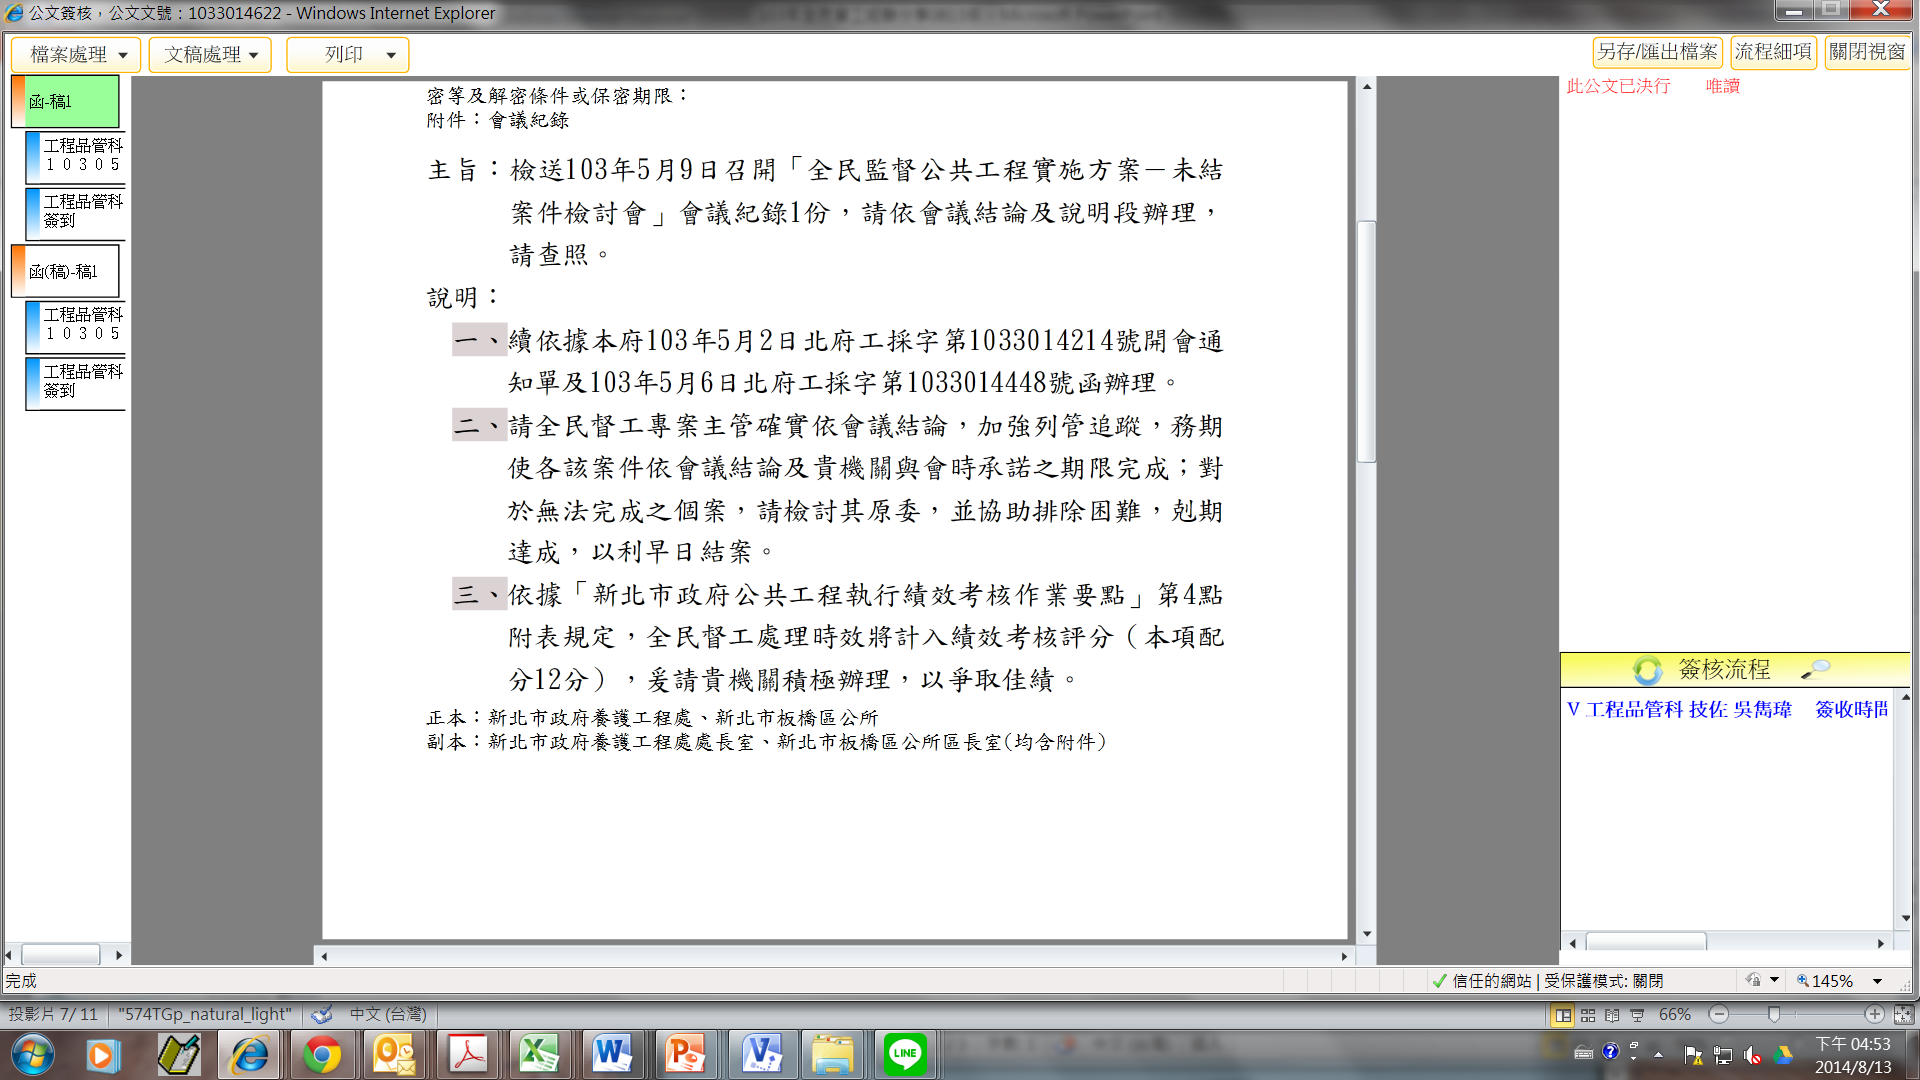 公文簽核，公文文號：1033014622 - Windows Internet Explorer
檔案處理
文稿處理
列印
另存/匯出檔案
流程細項
關閉視窗
函-稿1
工程品管科
１０３０５
工程品管科
簽到
函(稿)-稿1
工程品管科
１０３０５
工程品管科
簽到
密等及解密條件或保密期限：
附件：會議紀錄
主旨：檢送103年5月9日召開「全民監督公共工程實施方案－未結
案件檢討會」會議紀錄1份，請依會議結論及說明段辦理，
請查照。
說明：
一、續依據本府103年5月2日北府工採字第1033014214號開會通
知單及103年5月6日北府工採字第1033014448號函辦理。
二、請全民督工專案主管確實依會議結論，加強列管追蹤，務期
使各該案件依會議結論及貴機關與會時承諾之期限完成；對
於無法完成之個案，請檢討其原委，並協助排除困難，剋期
達成，以利早日結案。
三、依據「新北市政府公共工程執行績效考核作業要點」第4點
附表規定，全民督工處理時效將計入績效考核評分（本項配
分12分），爰請貴機關積極辦理，以爭取佳績。
正本：新北市政府養護工程處、新北市板橋區公所
副本：新北市政府養護工程處處長室、新北市板橋區公所區長室(均含附件)
此公文已決行 唯讀
簽核流程
V 工程品管科 技佐 吳雋瑋 簽收時間
完成
信任的網站 | 受保護模式: 關閉
145%
投影片 7/ 11
"574TGp_natural_light"
中文 (台灣)
66%
LINE
下午 04:53
2014/8/13